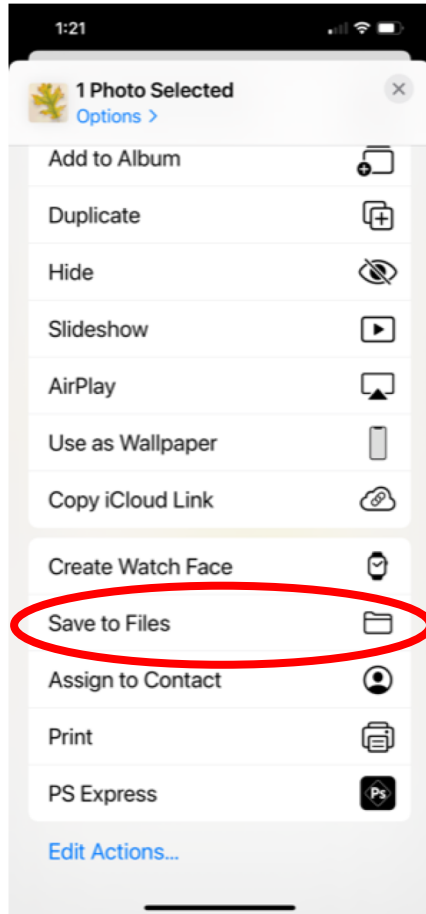 1:21
1 Photo Selected
Options >
Add to Album
Duplicate
Hide
Slideshow
AirPlay
Use as Wallpaper
Copy iCloud Link
Create Watch Face
Save to Files
Assign to Contact
Print
PS Express
Ps
Edit Actions...